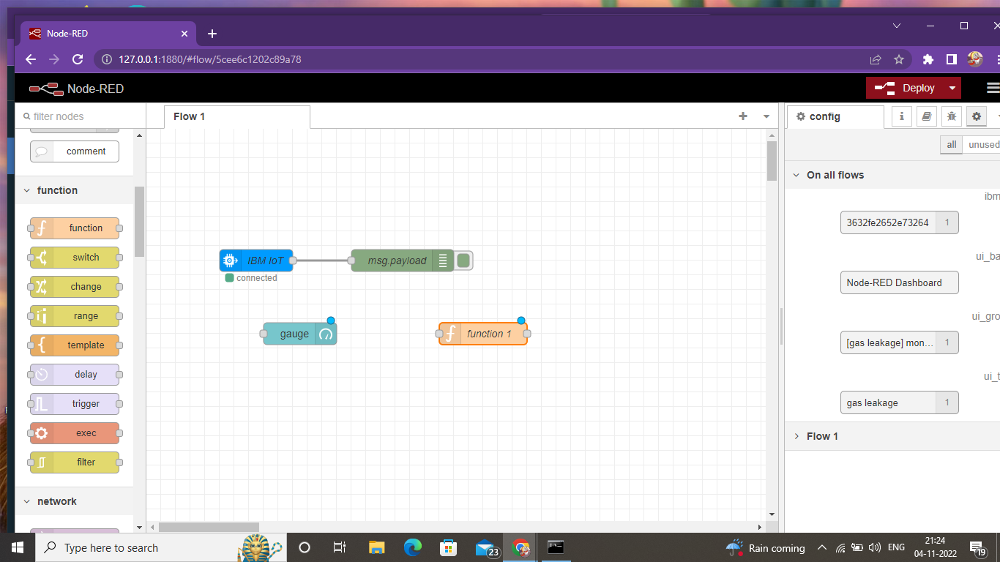 Node-RED
127.0.0.1:1880/#flow/5cee6c1202c89a78
Node-RED
Deploy
filter nodes
Flow 1
config
comment
all
unused
function
On all flows
ibm
function
3632fe2652e73264
1
switch
IBM IoT
msg.payload
ui_ba
connected
change
Node-RED Dashboard
range
ui_gro
gauge
function 1
template
[gas leakage] mon...
1
delay
ui_t
trigger
gas leakage
1
exec
Flow 1
filter
network
Type here to search
23
Rain coming
ENG
21:24
04-11-2022
19